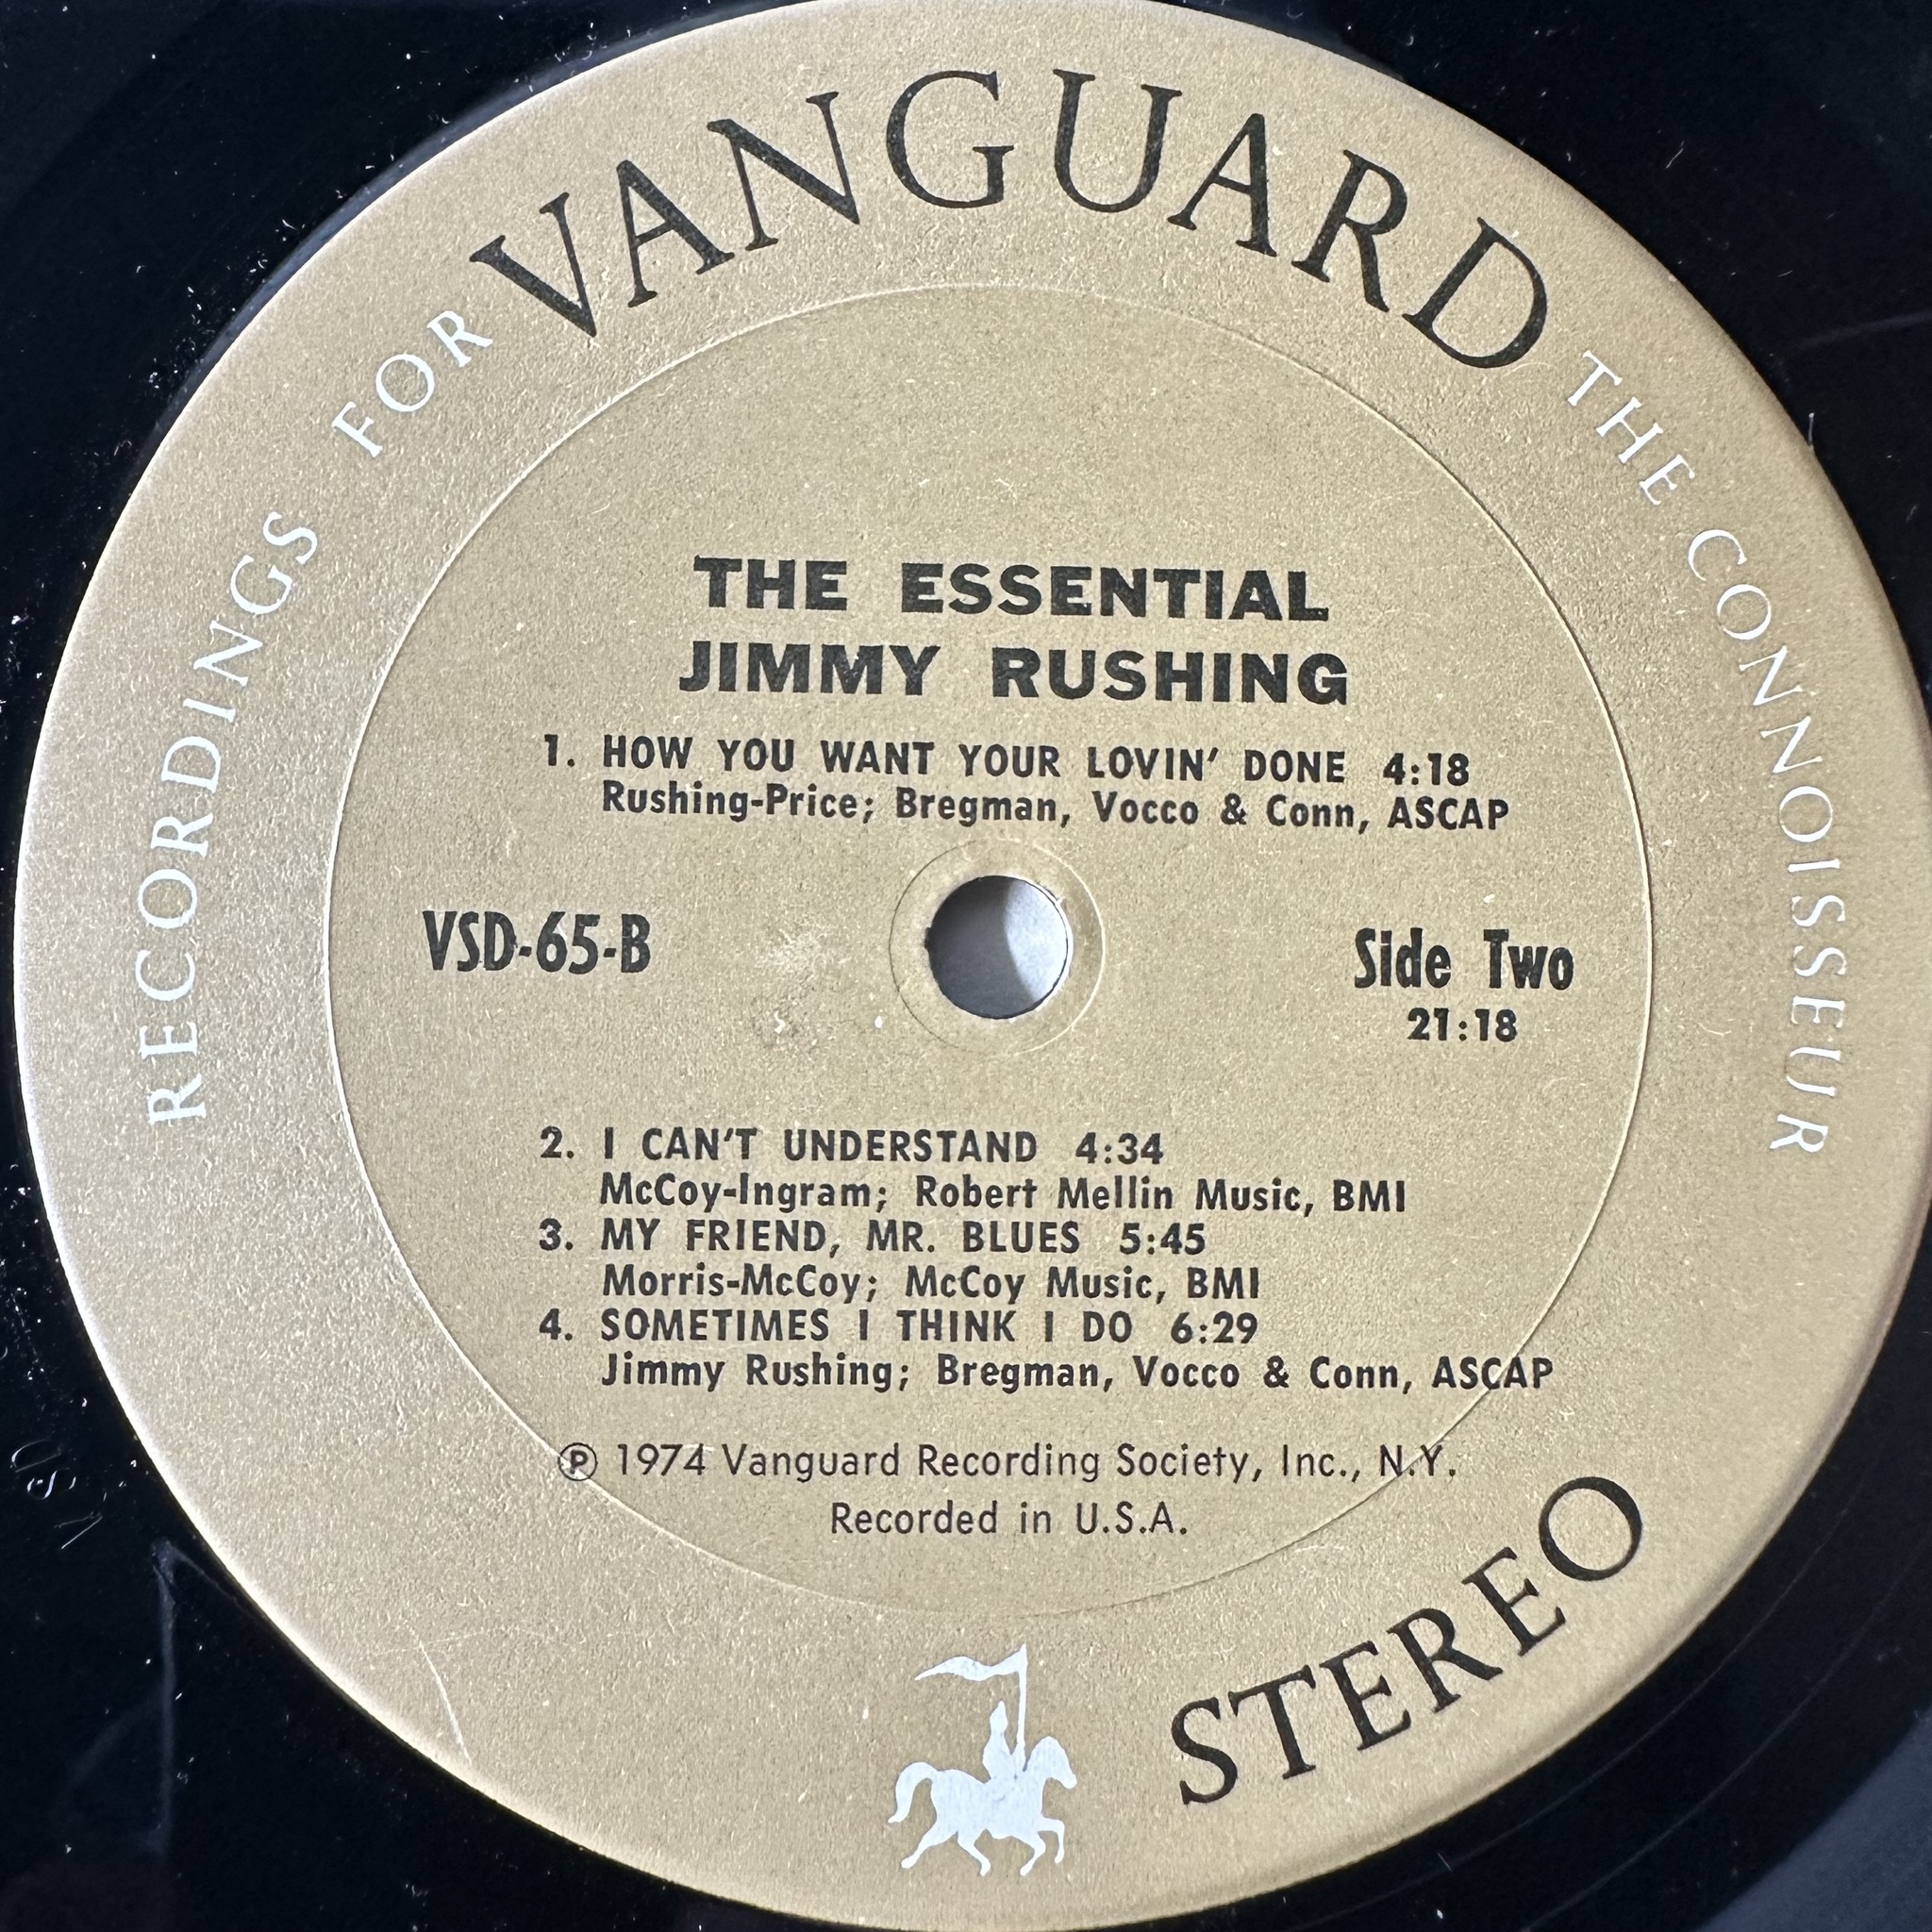 RECORDINGS FOR VANGUARD THE CONNOISSEUR
THE ESSENTIAL
JIMMY RUSHING
1. HOW YOU WANT YOUR LOVIN' DONE 4:18
Rushing-Price; Bregman, Vocco & Conn, ASCAP
VSD-65-B
Side Two
21:18
2. I CAN'T UNDERSTAND 4:34
McCoy-Ingram; Robert Mellin Music, BMI
3. MY FRIEND, MR. BLUES 5:45
Morris-McCoy; McCoy Music, BMI
4. SOMETIMES I THINK I DO 6:29
Jimmy Rushing; Bregman, Vocco & Conn, ASCAP
℗ 1974 Vanguard Recording Society, Inc., N.Y.
Recorded in U.S.A.
STEREO